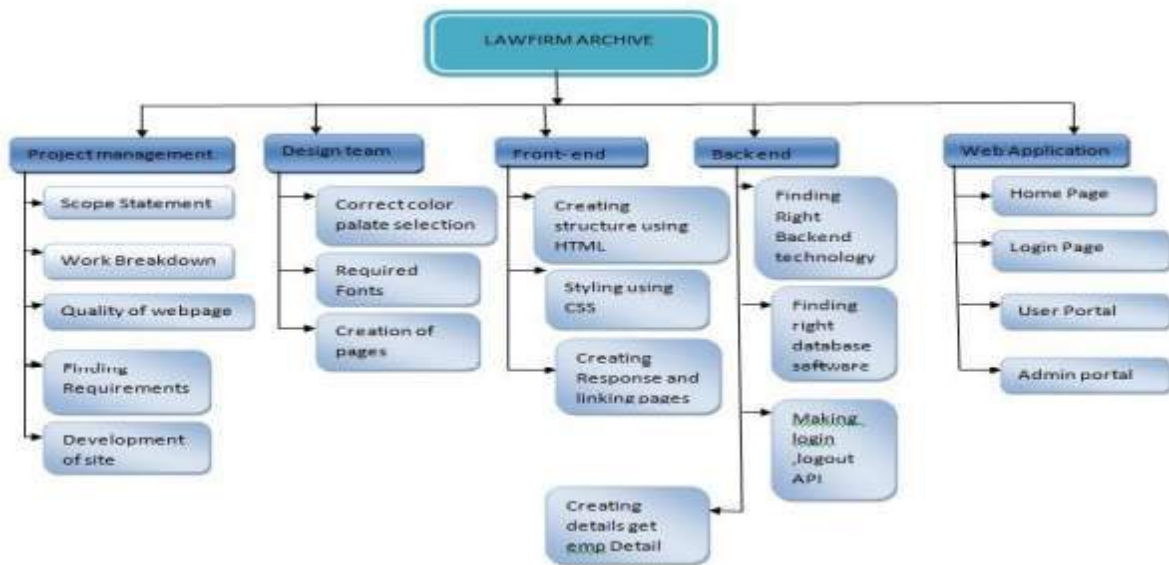 LAWFIRM ARCHIVE
Project management
Scope Statement
Work Breakdown
Quality of webpage
Finding
Requirements
Development
of site
Design team
Correct color
palate selection
Required
Fonts
Creation of
pages
Front-end
Creating
structure using
HTML
Styling using
CSS
Creating
Response and
linking pages
Back end
Finding
Right
Backend
technology
Finding
right
database
software
Making
login
,logout
API
Creating
details get
emp Detail
Web Application
Home Page
Login Page
User Portal
Admin portal